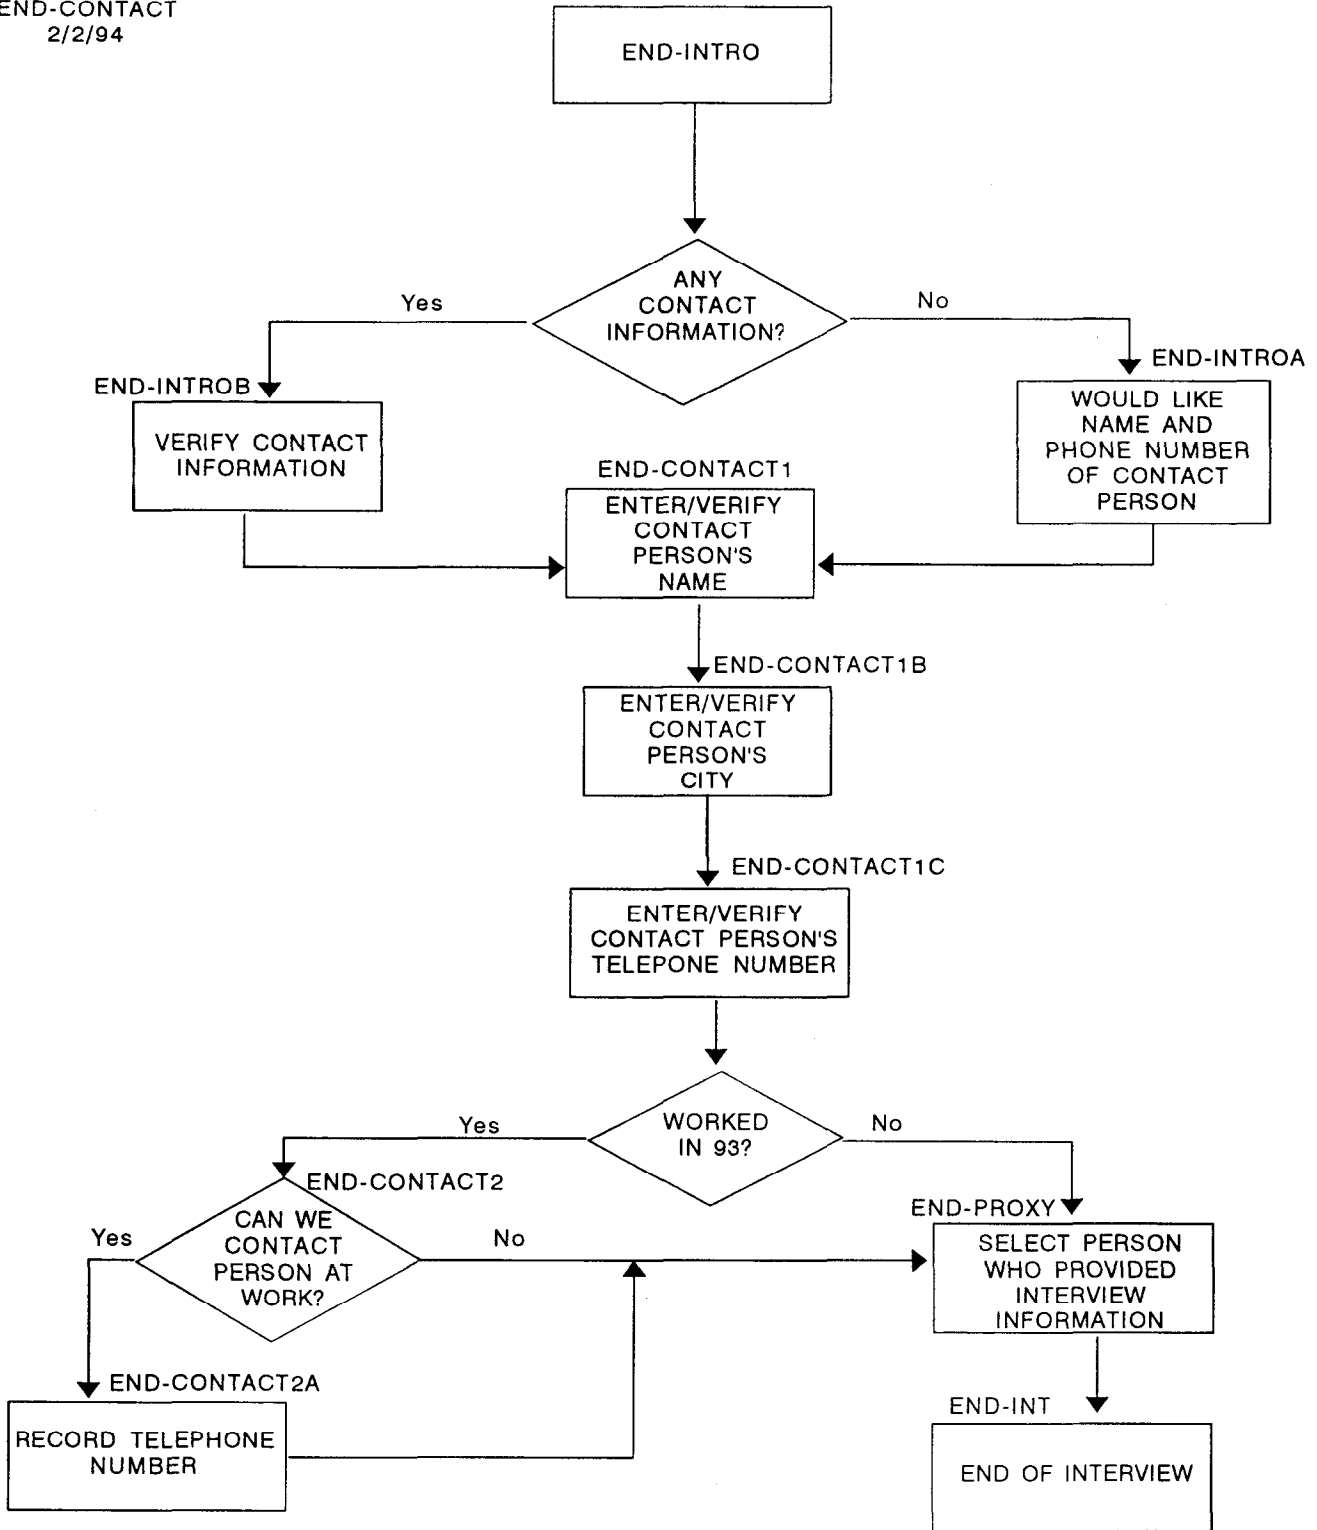 END-CONTACT
2/2/94
END-INTRO
ANY
CONTACT
INFORMATION?
Yes
No
END-INTROB
END-INTROA
VERIFY CONTACT
INFORMATION
WOULD LIKE
NAME AND
PHONE NUMBER
OF CONTACT
PERSON
END-CONTACT1
ENTER/VERIFY
CONTACT
PERSON'S
NAME
END-CONTACT1B
ENTER/VERIFY
CONTACT
PERSON'S
CITY
END-CONTACT1C
ENTER/VERIFY
CONTACT PERSON'S
TELEPONE NUMBER
WORKED
IN 93?
Yes
No
END-CONTACT2
CAN WE
CONTACT
PERSON AT
WORK?
Yes
No
END-PROXY
SELECT PERSON
WHO PROVIDED
INTERVIEW
INFORMATION
END-CONTACT2A
RECORD TELEPHONE
NUMBER
END-INT
END OF INTERVIEW